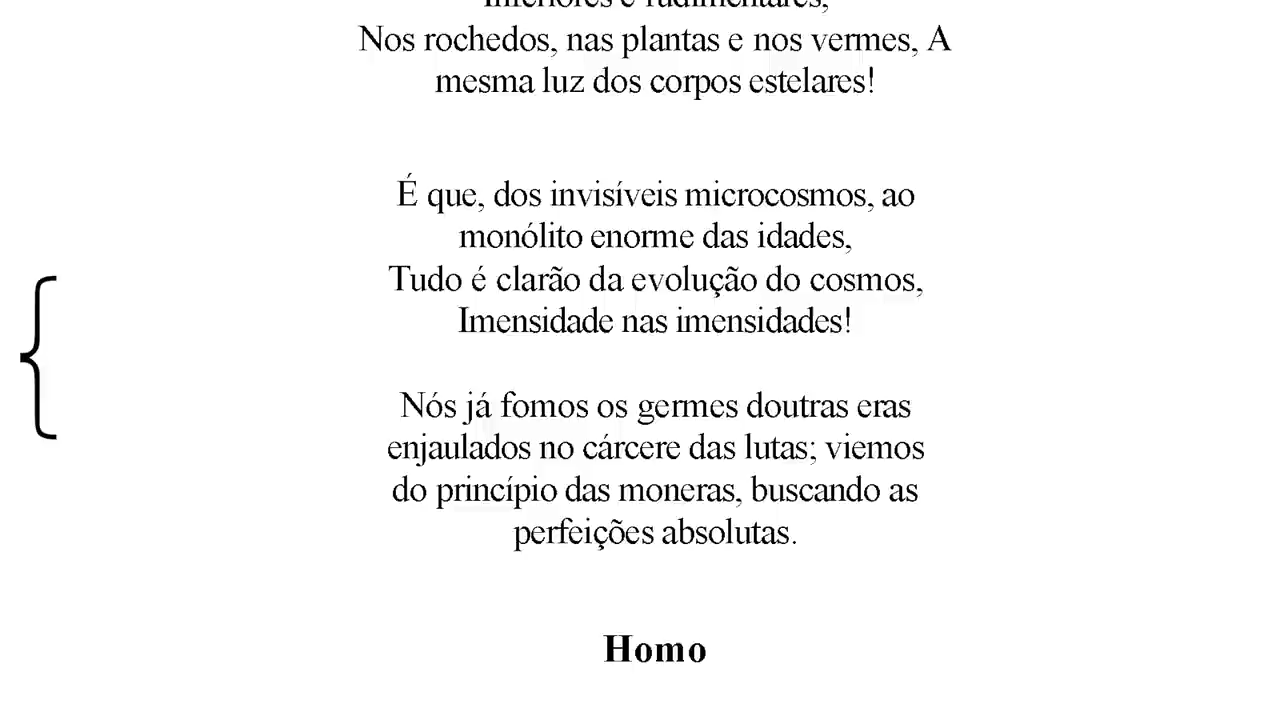 Inferiores e rudimentares,
Nos rochedos, nas plantas e nos vermes, A
mesma luz dos corpos estelares!
É que, dos invisíveis microcosmos, ao
monólito enorme das idades,
Tudo é clarão da evolução do cosmos,
Imensidade nas imensidades!
Nós já fomos os germes doutras eras
enjaulados no cárcere das lutas; viemos
do princípio das moneras, buscando as
perfeições absolutas.
Homo